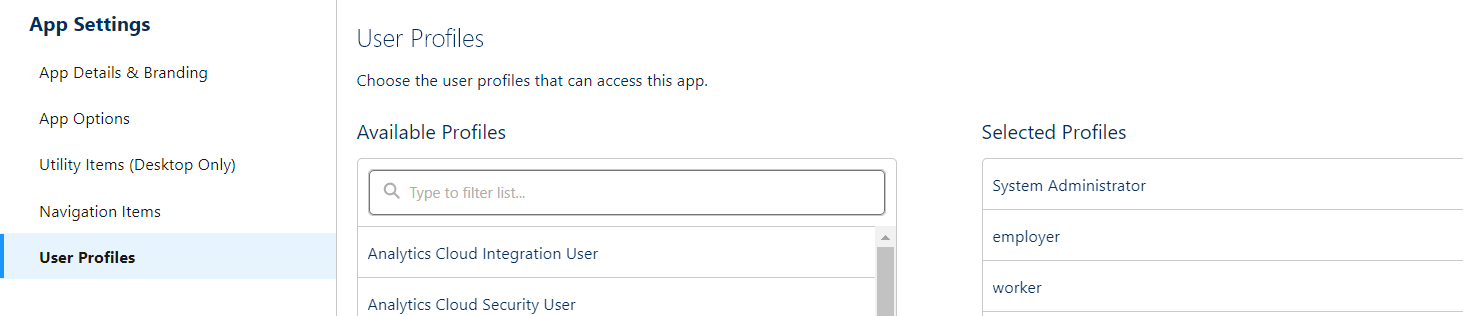 App Settings
App Details & Branding
App Options
Utility Items (Desktop Only)
Navigation Items
User Profiles
User Profiles
Choose the user profiles that can access this app.
Available Profiles
Type to filter list...
Analytics Cloud Integration User
Analytics Cloud Security User
Selected Profiles
System Administrator
employer
worker